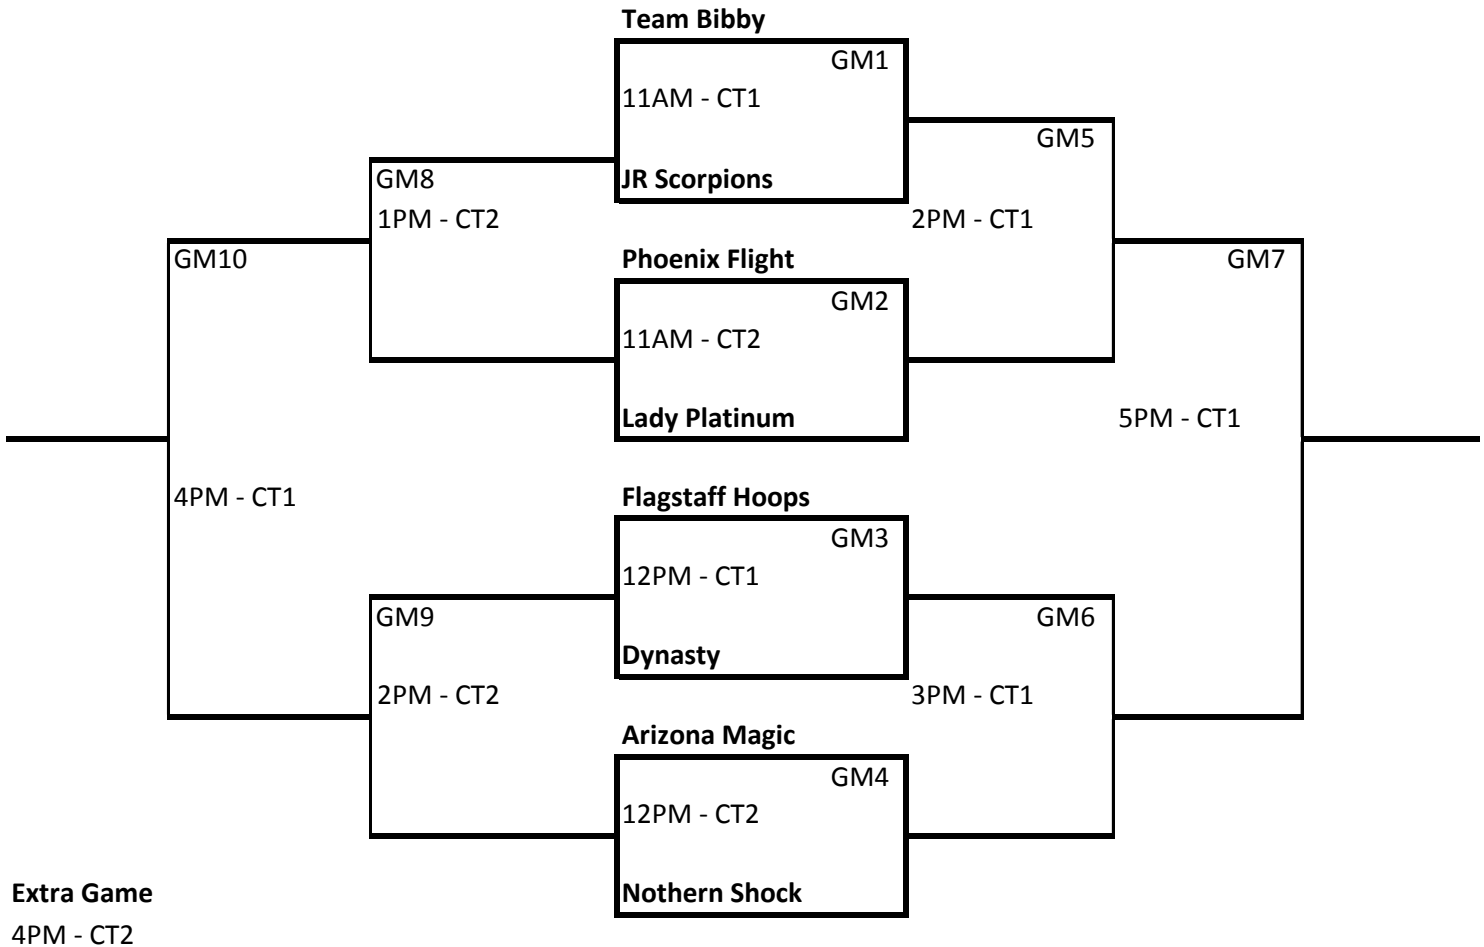 Team Bibby
GM1
11AM - CT1
GM5
JR Scorpions
GM8
1PM - CT2
2PM - CT1
GM10
Phoenix Flight
GM7
GM2
11AM - CT2
Lady Platinum
5PM - CT1
4PM - CT1
Flagstaff Hoops
GM3
12PM - CT1
GM9
GM6
Dynasty
2PM - CT2
3PM - CT1
Arizona Magic
GM4
12PM - CT2
Extra Game
Nothern Shock
4PM - CT2